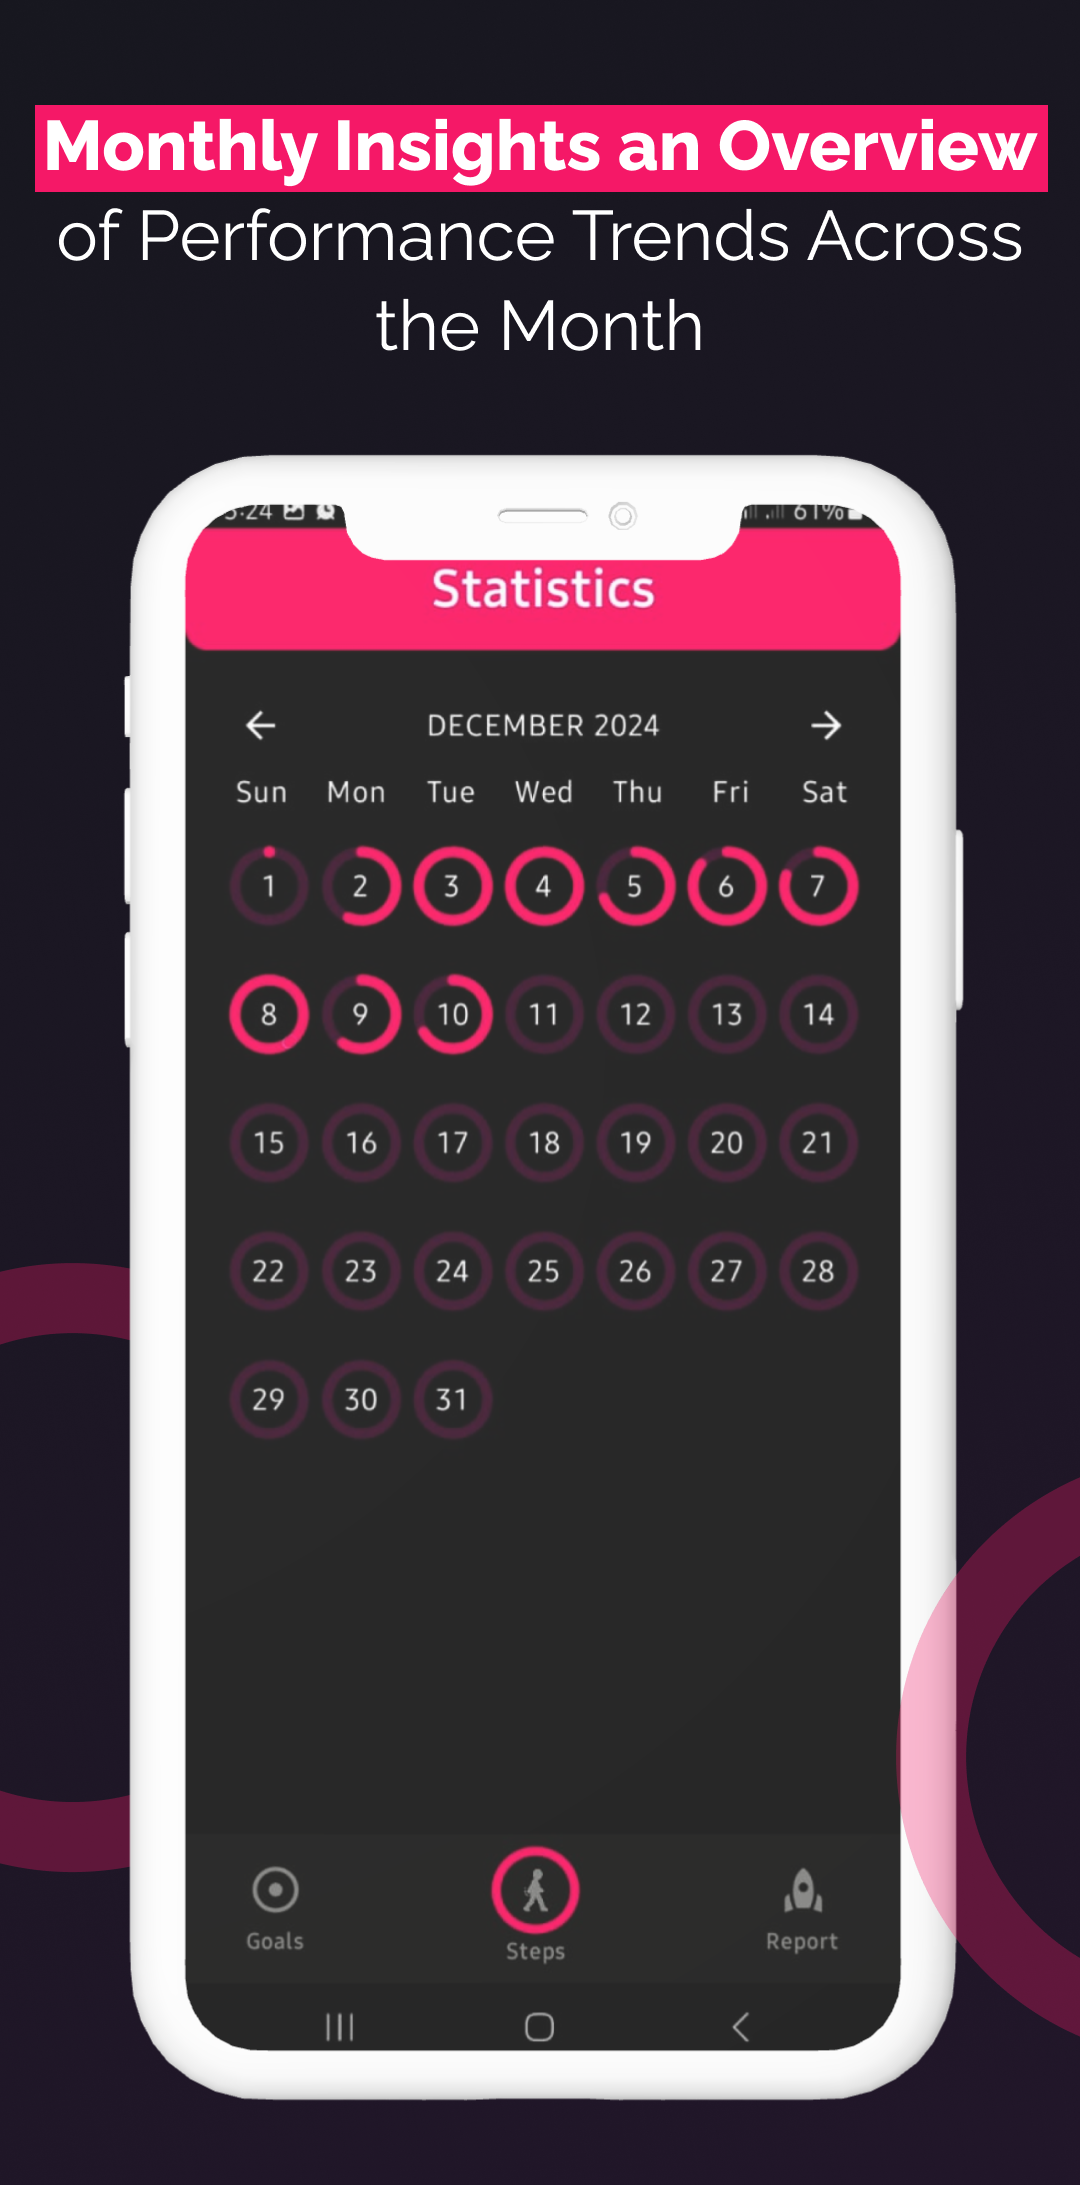 Monthly Insights an Overview
of Performance Trends Across
the Month
61%
Statistics
DECEMBER 2024
Sun Mon Tue Wed Thu Fri Sat
1 2 3 4 5 6 7
8 9 10 11 12 13 14
15 16 17 18 19 20 21
22 23 24 25 26 27 28
29 30 31
Goals Steps Report